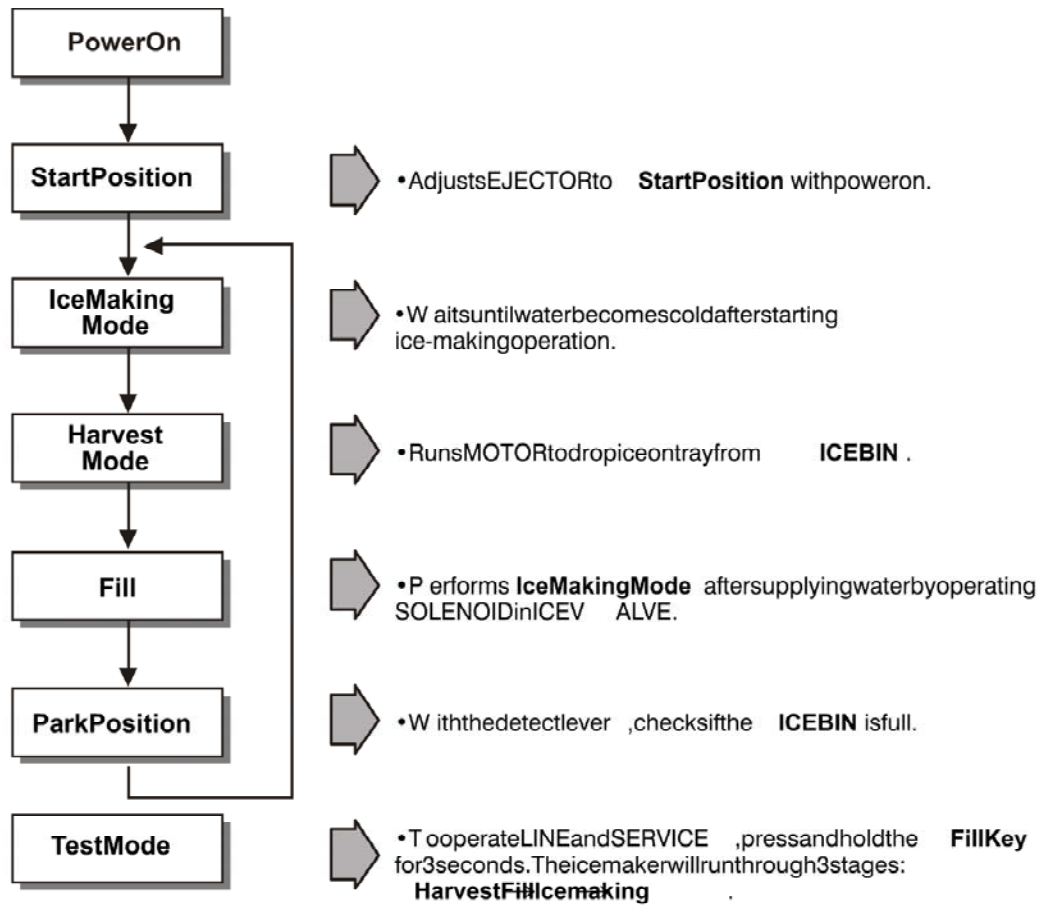 PowerOn
StartPosition
•AdjustsEJECTORto StartPosition withpoweron.
IceMaking
Mode
•W aitsuntilwaterbecomescoldafterstarting
ice-makingoperation.
Harvest
Mode
•RunsMOTORtodropiceontrayfrom ICEBIN .
Fill
•P erforms IceMakingMode aftersupplyingwaterbyoperating
SOLENOIDinICEV ALVE.
ParkPosition
•W iththedetectlever ,checksifthe ICEBIN isfull.
TestMode
•T ooperateLINEandSERVICE ,pressandholdthe FillKey
for3seconds.Theicemakerwillrunthrough3stages:
HarvestFillIcemaking .